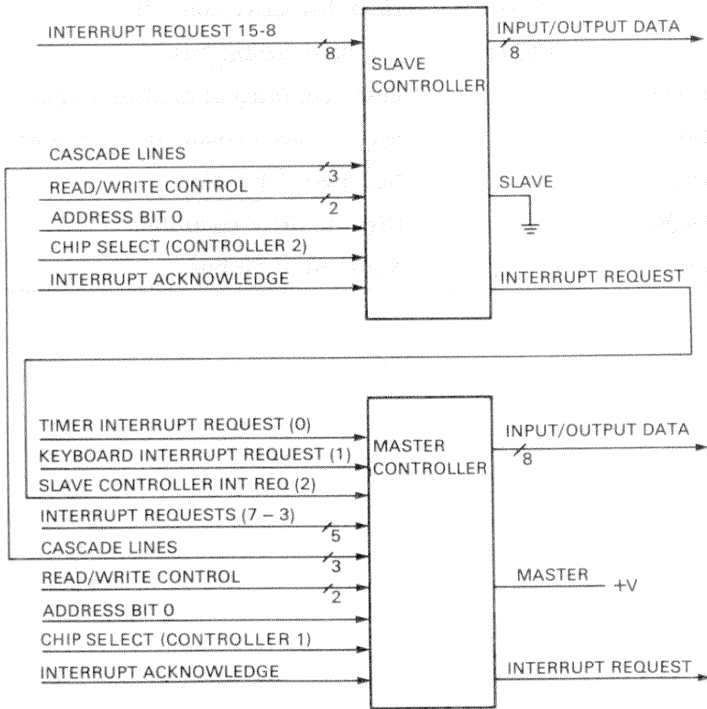 INTERRUPT REQUEST 15-8
8
SLAVE
CONTROLLER
INPUT/OUTPUT DATA
8
CASCADE LINES
3
READ/WRITE CONTROL
2
ADDRESS BIT 0
CHIP SELECT (CONTROLLER 2)
INTERRUPT ACKNOWLEDGE
SLAVE
INTERRUPT REQUEST
TIMER INTERRUPT REQUEST (0)
KEYBOARD INTERRUPT REQUEST (1)
SLAVE CONTROLLER INT REQ (2)
INTERRUPT REQUESTS (7 – 3)
5
CASCADE LINES
3
READ/WRITE CONTROL
2
ADDRESS BIT 0
CHIP SELECT (CONTROLLER 1)
INTERRUPT ACKNOWLEDGE
MASTER
CONTROLLER
INPUT/OUTPUT DATA
8
MASTER
+V
INTERRUPT REQUEST